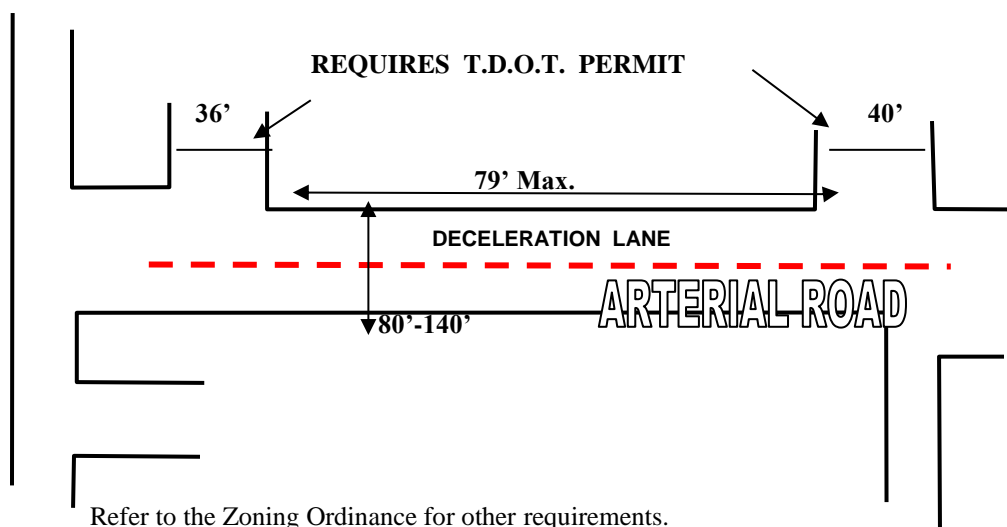 REQUIRES T.D.O.T. PERMIT
36’
40’
79’ Max.
DECELERATION LANE
ARTERIAL ROAD
80’-140’
Refer to the Zoning Ordinance for other requirements.